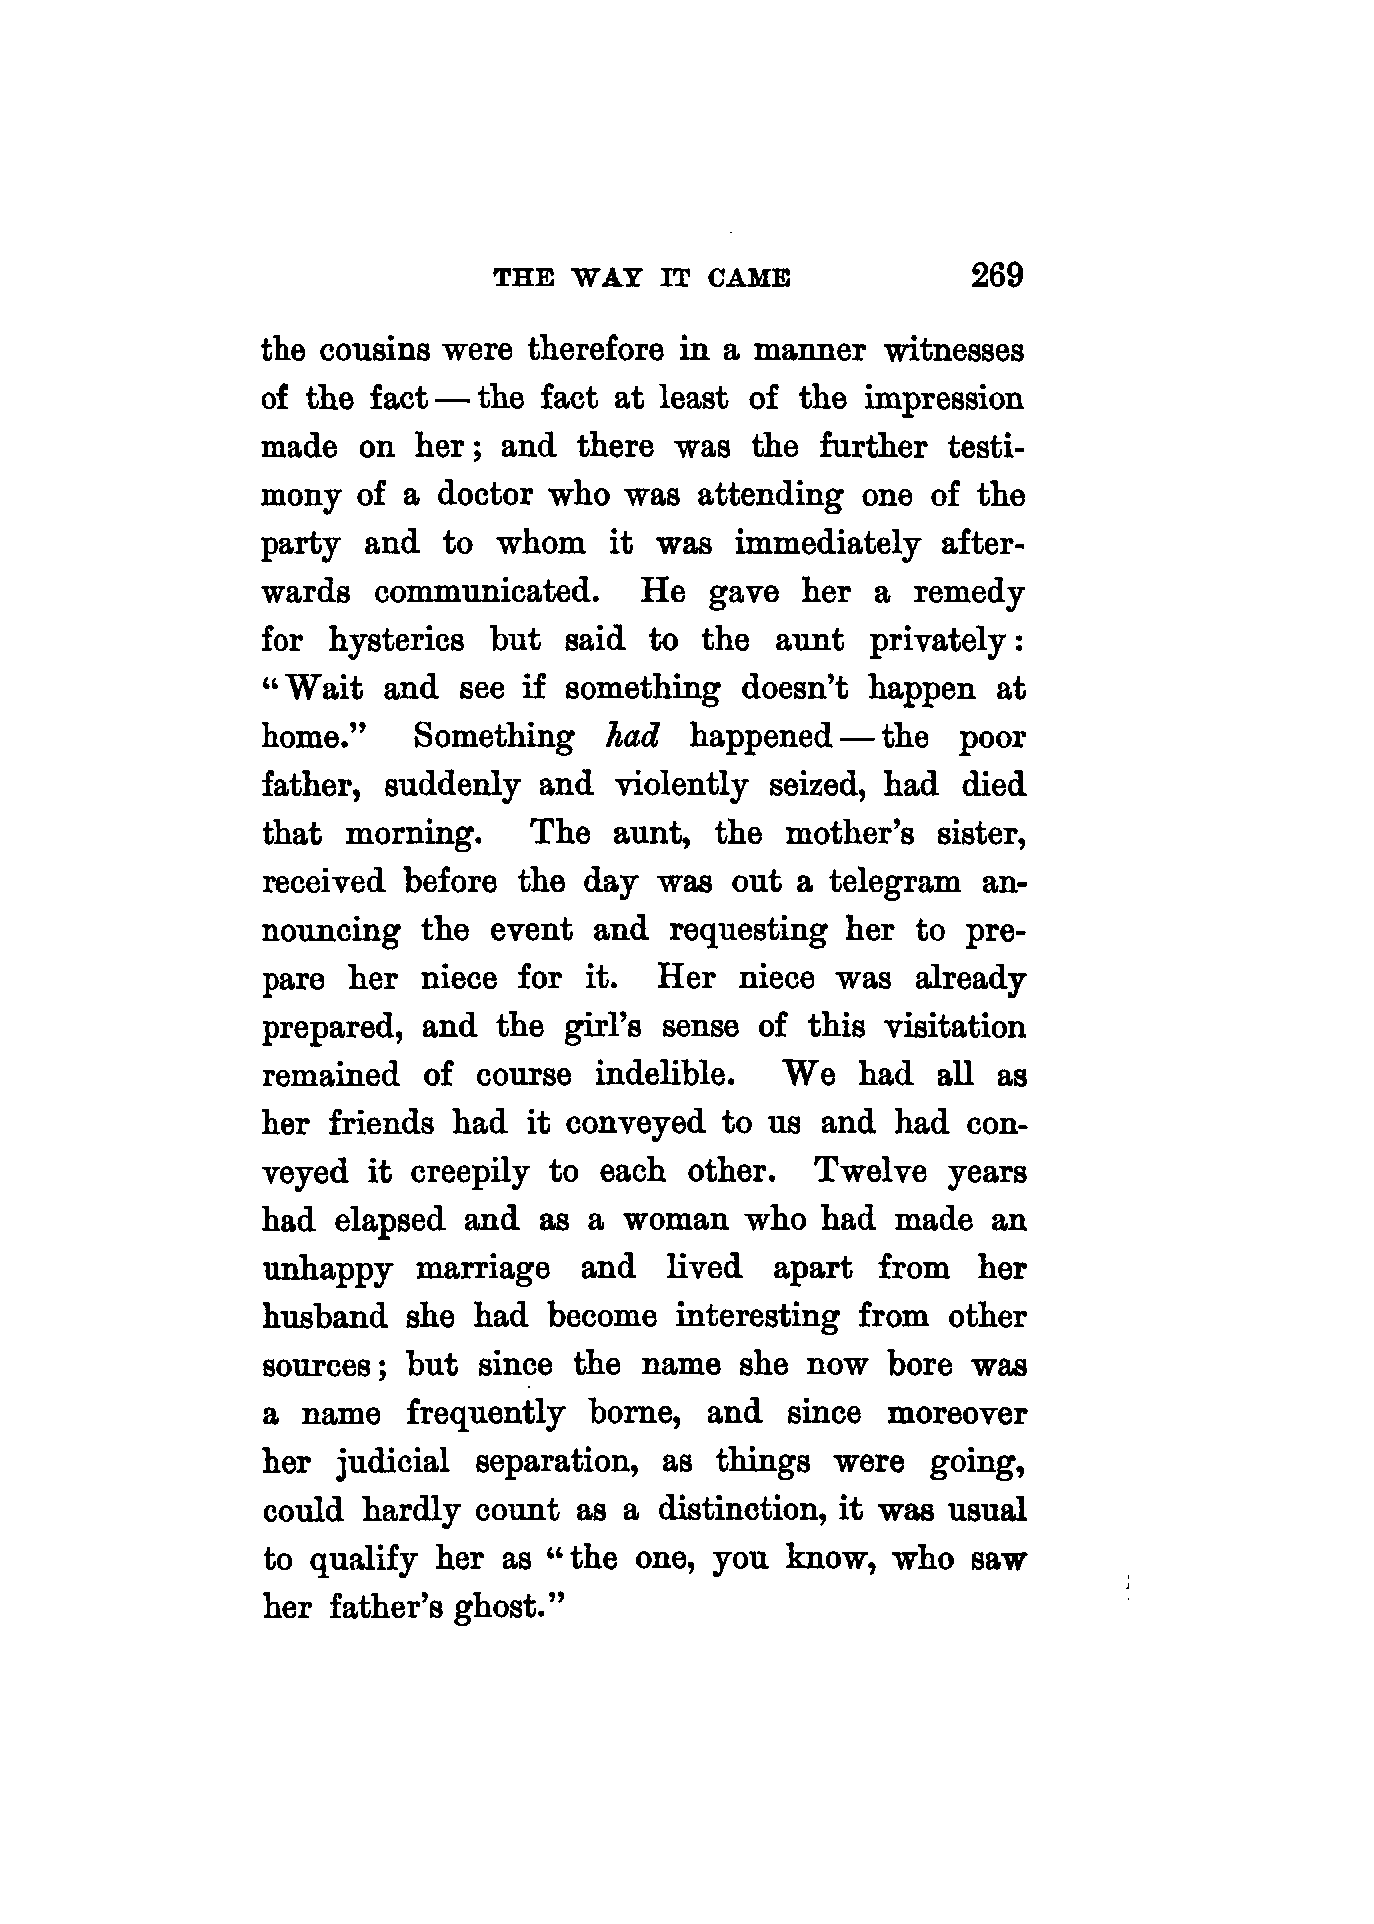 THE WAY IT CAME 269
the cousins were therefore in a manner witnesses
of the fact — the fact at least of the impression
made on her; and there was the further testi-
mony of a doctor who was attending one of the
party and to whom it was immediately after-
wards communicated. He gave her a remedy
for hysterics but said to the aunt privately:
“Wait and see if something doesn’t happen at
home.” Something had happened — the poor
father, suddenly and violently seized, had died
that morning. The aunt, the mother’s sister,
received before the day was out a telegram an-
nouncing the event and requesting her to pre-
pare her niece for it. Her niece was already
prepared, and the girl’s sense of this visitation
remained of course indelible. We had all as
her friends had it conveyed to us and had con-
veyed it creepily to each other. Twelve years
had elapsed and as a woman who had made an
unhappy marriage and lived apart from her
husband she had become interesting from other
sources; but since the name she now bore was
a name frequently borne, and since moreover
her judicial separation, as things were going,
could hardly count as a distinction, it was usual
to qualify her as “the one, you know, who saw
her father’s ghost.”